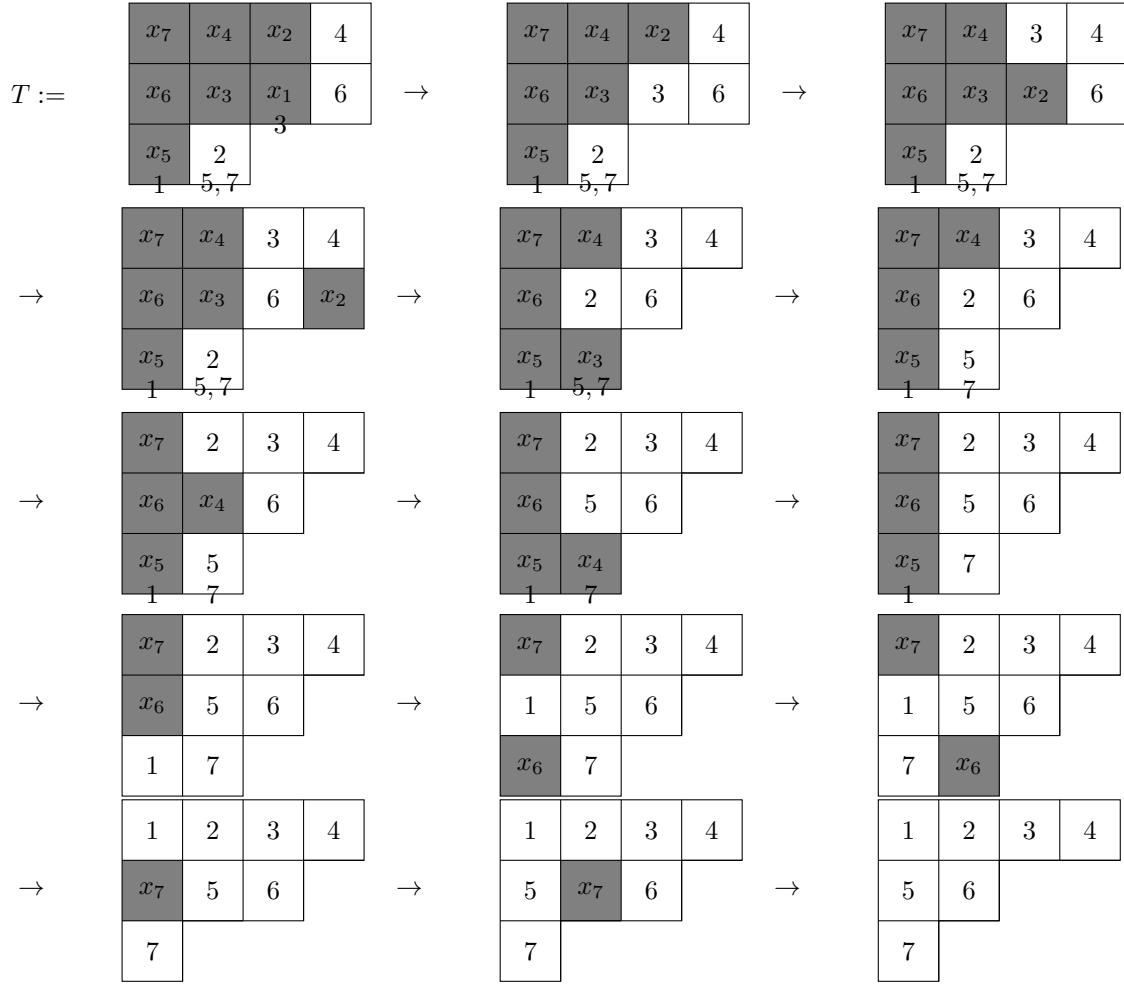 x₇ x₄ x₂ 4 x₇ x₄ x₂ 4 x₇ x₄ 3 4
T := x₆ x₃ x₁ 6 → x₆ x₃ 3 6 → x₆ x₃ x₂ 6
3
x₅ 2 x₅ 2 x₅ 2
1 5, 7 1 5, 7 1 5, 7
x₇ x₄ 3 4 x₇ x₄ 3 4 x₇ x₄ 3 4
→ x₆ x₃ 6 x₂ → x₆ 2 6 → x₆ 2 6
x₅ 2 x₅ x₃ x₅ 5
1 5, 7 1 5, 7 1 7
x₇ 2 3 4 x₇ 2 3 4 x₇ 2 3 4
→ x₆ x₄ 6 → x₆ 5 6 → x₆ 5 6
x₅ 5 x₅ x₄ x₅ 7
1 7 1 7 1
x₇ 2 3 4 x₇ 2 3 4 x₇ 2 3 4
→ x₆ 5 6 → 1 5 6 → 1 5 6
1 7 x₆ 7 7 x₆
1 2 3 4 1 2 3 4 1 2 3 4
→ x₇ 5 6 → 5 x₇ 6 → 5 6
7 7 7